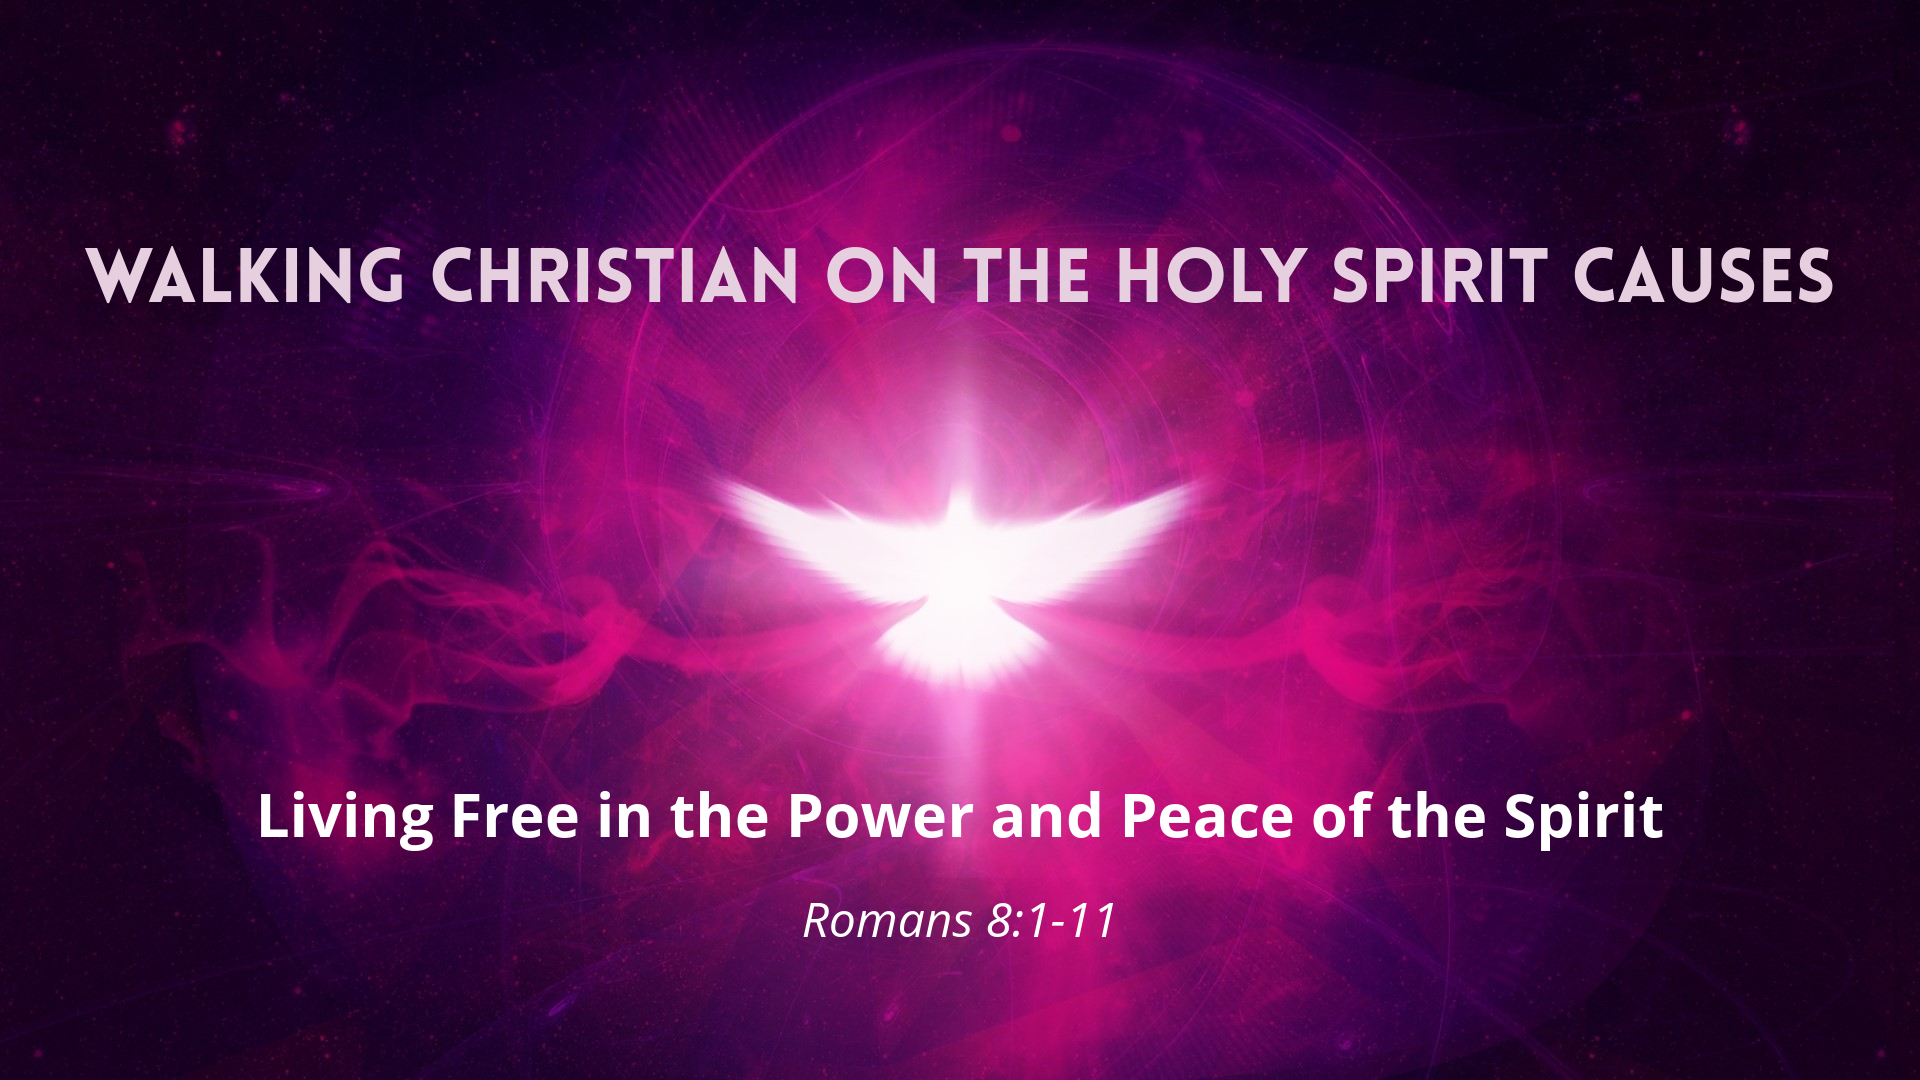 WALKING CHRISTIAN ON THE HOLY SPIRIT CAUSES
Living Free in the Power and Peace of the Spirit
Romans 8:1-11